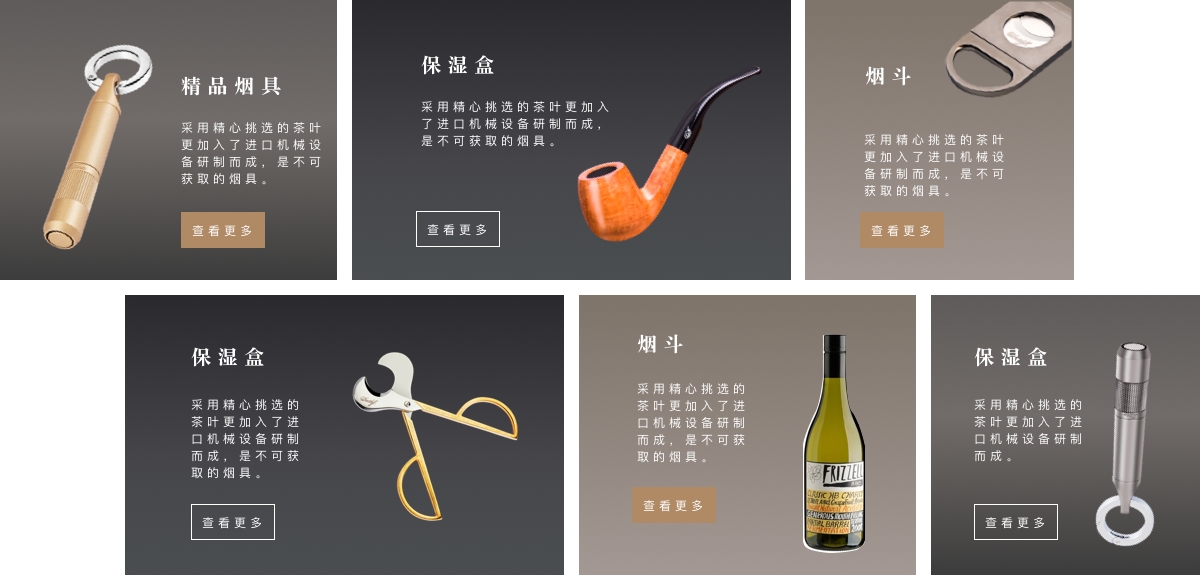 精品烟具
采用精心挑选的茶叶
更加入了进口机械设
备研制而成，是不可
获取的烟具。
查看更多
保湿盒
采用精心挑选的茶叶更加入
了进口机械设备研制而成，
是不可获取的烟具。
查看更多
烟斗
采用精心挑选的茶叶
更加入了进口机械设
备研制而成，是不可
获取的烟具。
查看更多
保湿盒
采用精心挑选的
茶叶更加入了进
口机械设备研制
而成，是不可获
取的烟具。
查看更多
烟斗
采用精心挑选的
茶叶更加入了进
口机械设备研制
而成，是不可获
取的烟具。
查看更多
FRIZZELL
保湿盒
采用精心挑选的
茶叶更加入了进
口机械设备研制
而成。
查看更多